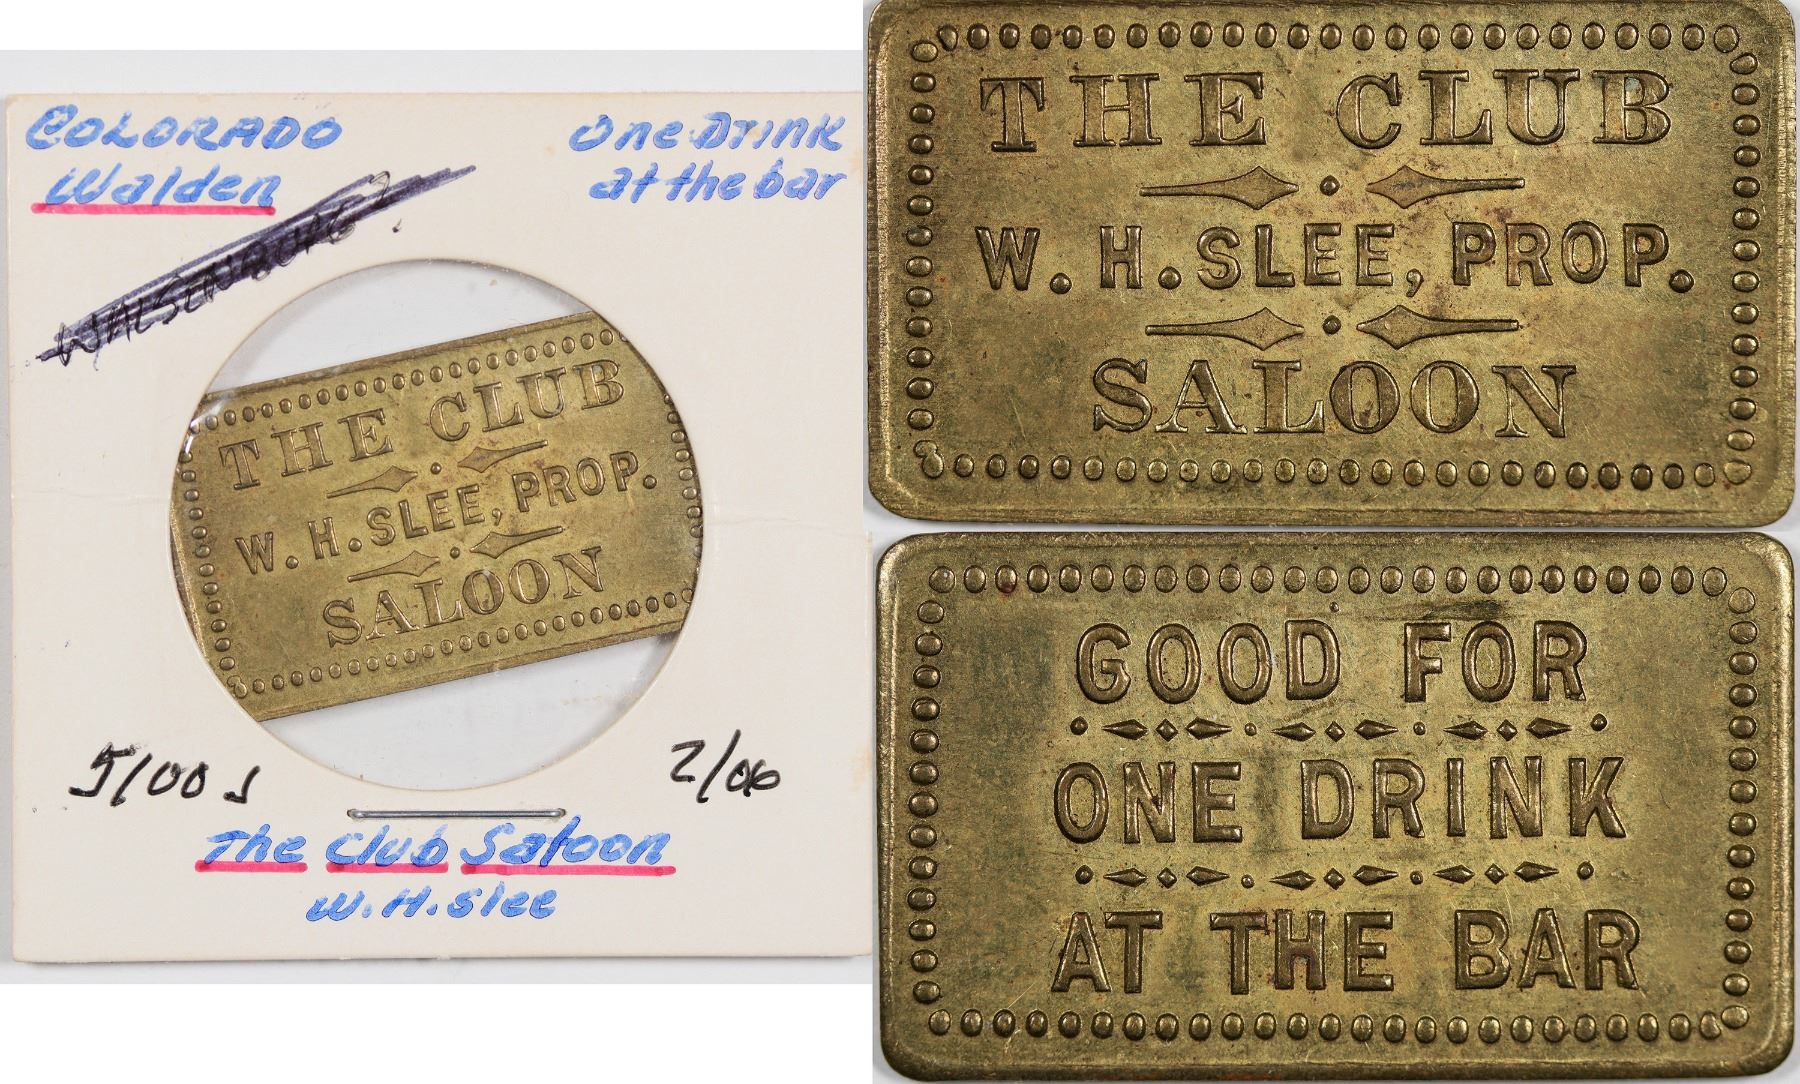 COLORADO
Walden
One Drink
at the bar
WALSENBURG?
THE CLUB
W. H. SLEE, PROP.
SALOON
5/00 J
2/06
The Club Saloon
W. H. Slee
THE CLUB
W. H. SLEE, PROP.
SALOON
GOOD FOR
ONE DRINK
AT THE BAR